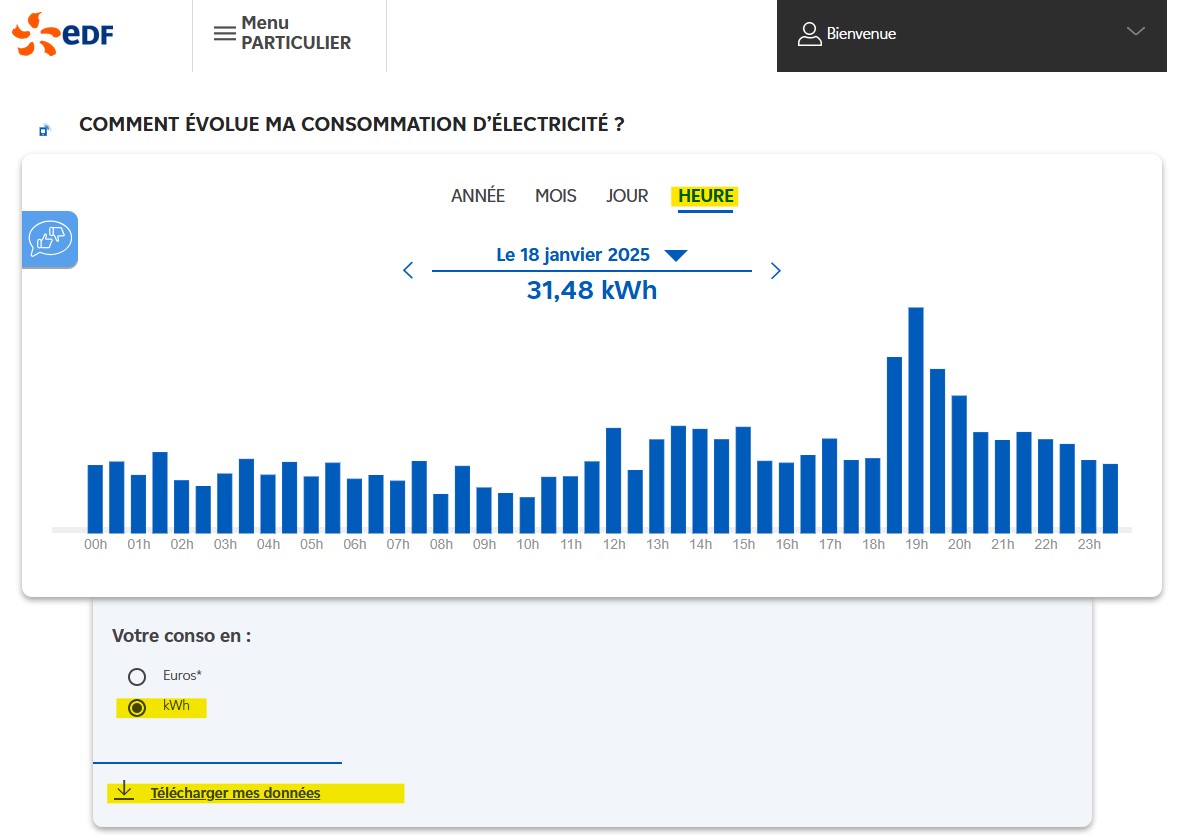 eDF
Menu
PARTICULIER
Bienvenue
COMMENT ÉVOLUE MA CONSOMMATION D’ÉLECTRICITÉ ?
ANNÉE MOIS JOUR HEURE
Le 18 janvier 2025
31,48 kWh
00h 01h 02h 03h 04h 05h 06h 07h 08h 09h 10h 11h 12h 13h 14h 15h 16h 17h 18h 19h 20h 21h 22h 23h
Votre conso en :
Euros*
kWh
Télécharger mes données